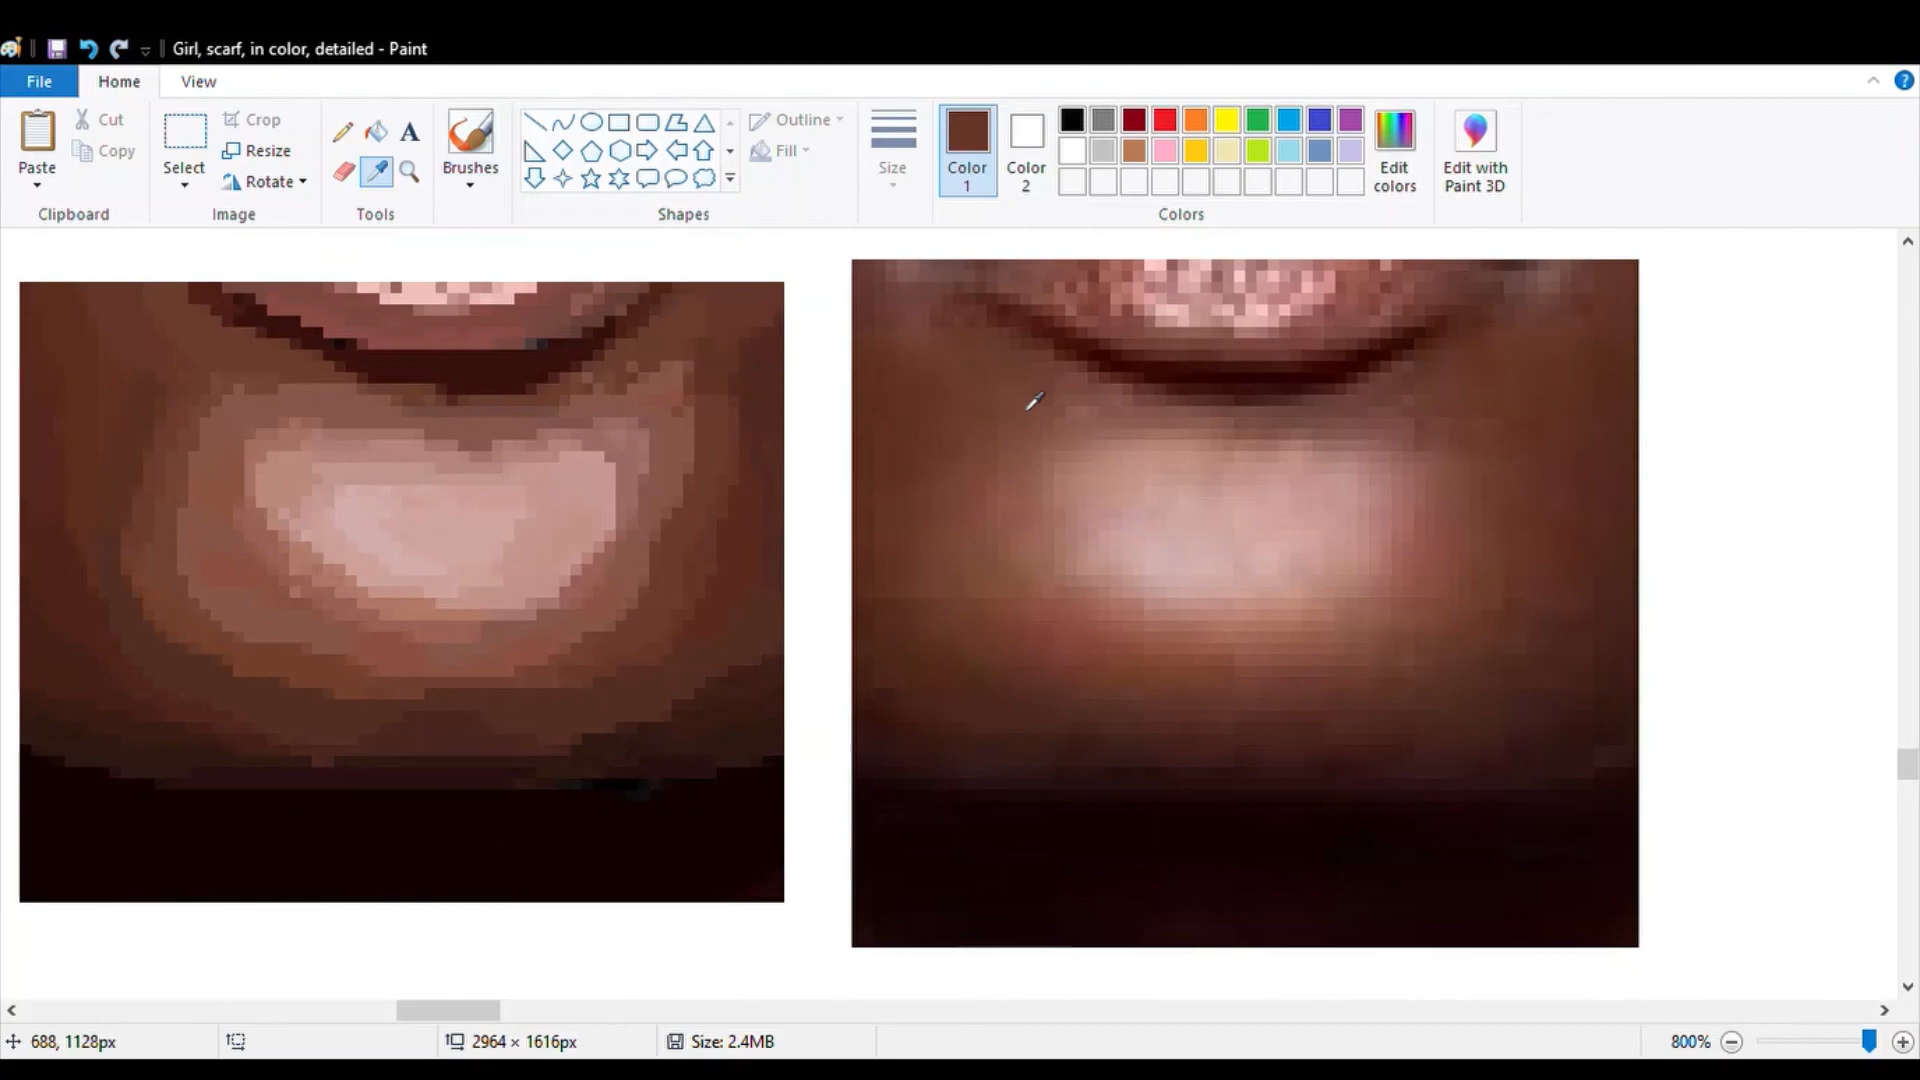 Girl, scarf, in color, detailed - Paint
File Home View
Paste
Cut
Copy
Clipboard
Select
Crop
Resize
Rotate
Image
A
Tools
Brushes
Shapes
Outline
Fill
Size
Color 1
Color 2
Colors
Edit colors
Edit with Paint 3D
688, 1128px
2964 × 1616px
Size: 2.4MB
800%